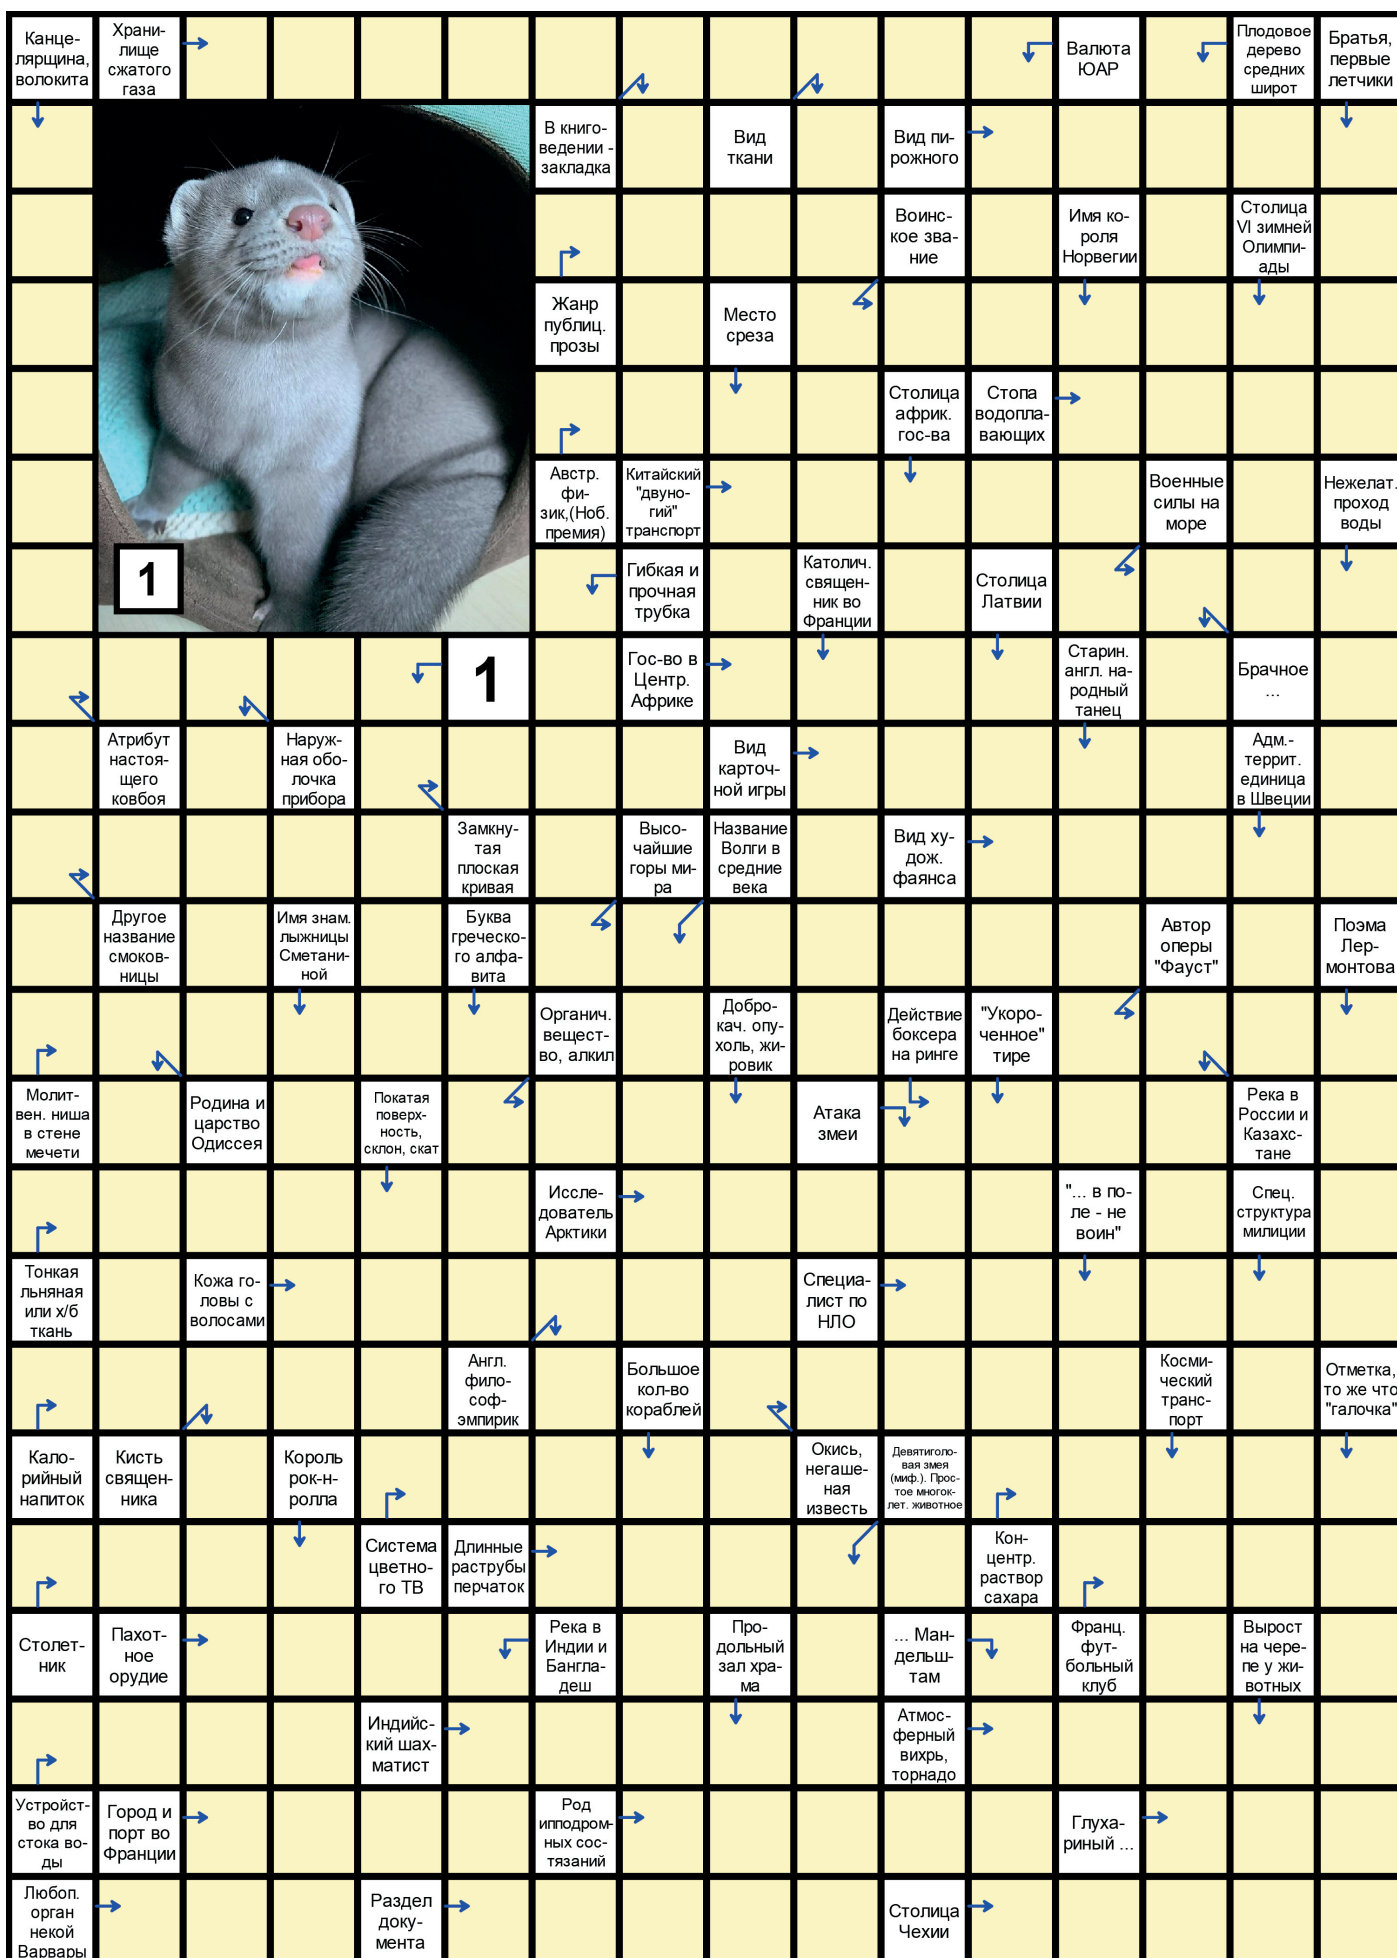 Канце-
лярщина,
волокита
Храни-
лище
сжатого
газа
Валюта
ЮАР
Плодовое
дерево
средних
широт
Братья,
первые
летчики
В книго-
ведении -
закладка
Вид
ткани
Вид пи-
рожного
Воинс-
кое зва-
ние
Имя ко-
роля
Норвегии
Столица
VI зимней
Олимпи-
ады
Жанр
публиц.
прозы
Место
среза
Столица
африк.
гос-ва
Стопа
водопла-
вающих
Австр.
фи-
зик,(Ноб.
премия)
Китайский
"двуно-
гий"
транспорт
Военные
силы на
море
Нежелат.
проход
воды
1
Гибкая и
прочная
трубка
Католич.
священ-
ник во
Франции
Столица
Латвии
1
Гос-во в
Центр.
Африке
Старин.
англ. на-
родный
танец
Брачное
...
Атрибут
настоя-
щего
ковбоя
Наруж-
ная обо-
лочка
прибора
Вид
карточ-
ной игры
Адм.-
террит.
единица
в Швеции
Замкну-
тая
плоская
кривая
Высо-
чайшие
горы ми-
ра
Название
Волги в
средние
века
Вид ху-
дож.
фаянса
Другое
название
смоков-
ницы
Имя знам.
лыжницы
Сметани-
ной
Буква
греческо-
го алфа-
вита
Автор
оперы
"Фауст"
Поэма
Лер-
монтова
Органич.
вещест-
во, алкил
Добро-
кач. опу-
холь, жи-
ровик
Действие
боксера
на ринге
"Укоро-
ченное"
тире
Молит-
вен. ниша
в стене
мечети
Родина и
царство
Одиссея
Покатая
поверх-
ность,
склон, скат
Атака
змеи
Река в
России и
Казахс-
тане
Иссле-
дователь
Арктики
"... в по-
ле - не
воин"
Спец.
структура
милиции
Тонкая
льняная
или х/б
ткань
Кожа го-
ловы с
волосами
Специа-
лист по
НЛО
Англ.
фило-
соф-
эмпирик
Большое
кол-во
кораблей
Косми-
ческий
транс-
порт
Отметка,
то же что
"галочка"
Кало-
рийный
напиток
Кисть
священ-
ника
Король
рок-н-
ролла
Окись,
негаше-
ная
известь
Девятиголо-
вая змея
(миф.). Прос-
тое многок-
лет. животное
Система
цветно-
го ТВ
Длинные
раструбы
перчаток
Кон-
центр.
раствор
сахара
Столет-
ник
Пахот-
ное
орудие
Река в
Индии и
Бангла-
деш
Про-
дольный
зал хра-
ма
... Ман-
дельш-
там
Франц.
фут-
больный
клуб
Вырост
на чере-
пе у жи-
вотных
Индийс-
кий шах-
матист
Атмос-
ферный
вихрь,
торнадо
Устройст-
во для
стока во-
ды
Город и
порт во
Франции
Род
ипподром-
ных сос-
тязаний
Глуха-
риный ...
Любоп.
орган
некой
Варвары
Раздел
доку-
мента
Столица
Чехии